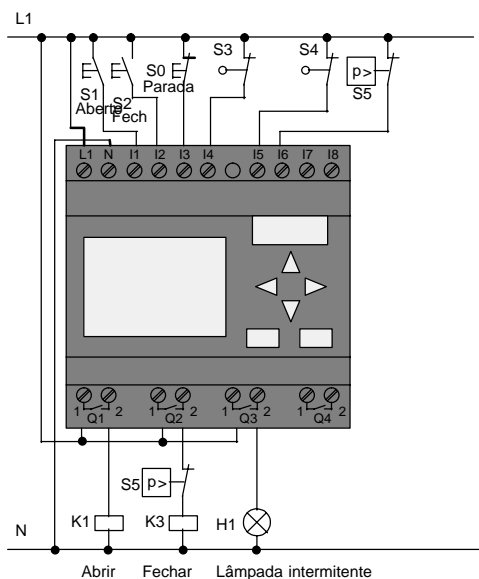 L1
S1
Aberte
S2
Fech
S0
Parada
S3
S4
p>
S5
L1 N I1 I2 I3 I4 I5 I6 I7 I8
1 2 1 2 1 2 1 2
Q1 Q2 Q3 Q4
S5 p>
K1 K3 H1
N
Abrir Fechar Lâmpada intermitente